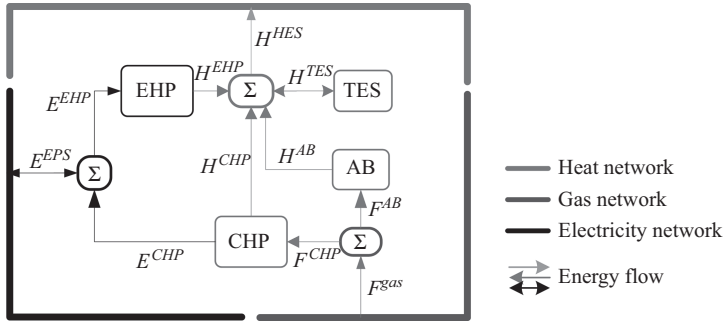 H^HES
H^EHP
H^TES
EHP
Σ
TES
E^EHP
E^EPS
H^CHP
H^AB
AB
Σ
F^AB
CHP
F^CHP
Σ
E^CHP
F^gas
Heat network
Gas network
Electricity network
Energy flow